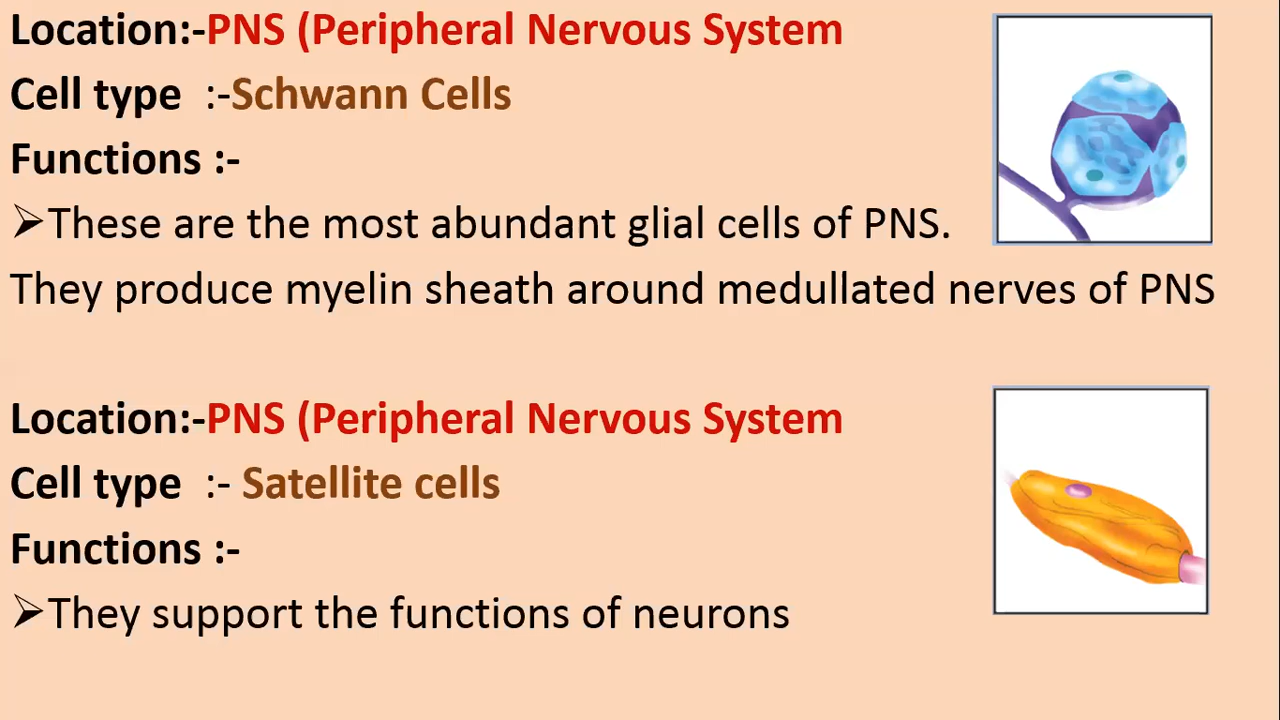 Location:-PNS (Peripheral Nervous System
Cell type :-Schwann Cells
Functions :-
➢These are the most abundant glial cells of PNS.
They produce myelin sheath around medullated nerves of PNS
Location:-PNS (Peripheral Nervous System
Cell type :- Satellite cells
Functions :-
➢They support the functions of neurons